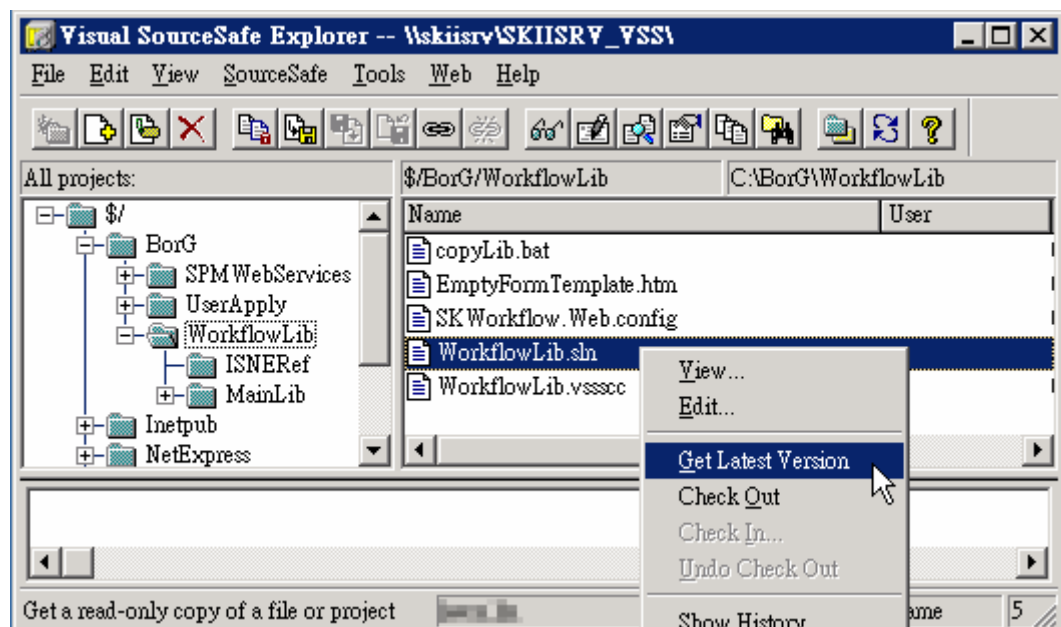 Visual SourceSafe Explorer -- \\skiisrv\SKIISRV_VSS\
File Edit View SourceSafe Tools Web Help
All projects:
$/BorG/WorkflowLib
C:\BorG\WorkflowLib
$/
BorG
SPMWebServices
UserApply
WorkflowLib
ISNERef
MainLib
Inetpub
NetExpress
Name User
copyLib.bat
EmptyFormTemplate.htm
SKWorkflow.Web.config
WorkflowLib.sln
WorkflowLib.vssscc
View...
Edit...
Get Latest Version
Check Out
Check In...
Undo Check Out
Show History
Get a read-only copy of a file or project
ame
5